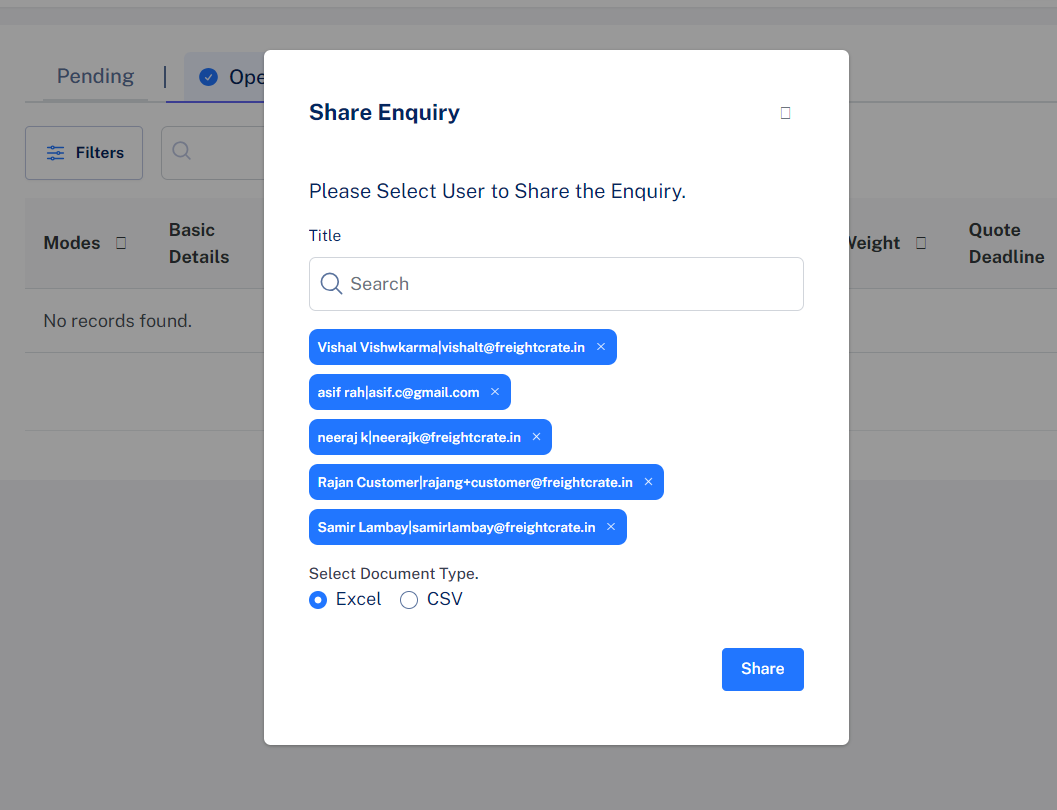 Pending
Ope
Filters
Modes
Basic
Details
Weight
Quote
Deadline
No records found.
Share Enquiry
Please Select User to Share the Enquiry.
Title
Search
Vishal Vishwkarma|vishalt@freightcrate.in ×
asif rah|asif.c@gmail.com ×
neeraj k|neerajk@freightcrate.in ×
Rajan Customer|rajang+customer@freightcrate.in ×
Samir Lambay|samirlambay@freightcrate.in ×
Select Document Type.
Excel CSV
Share